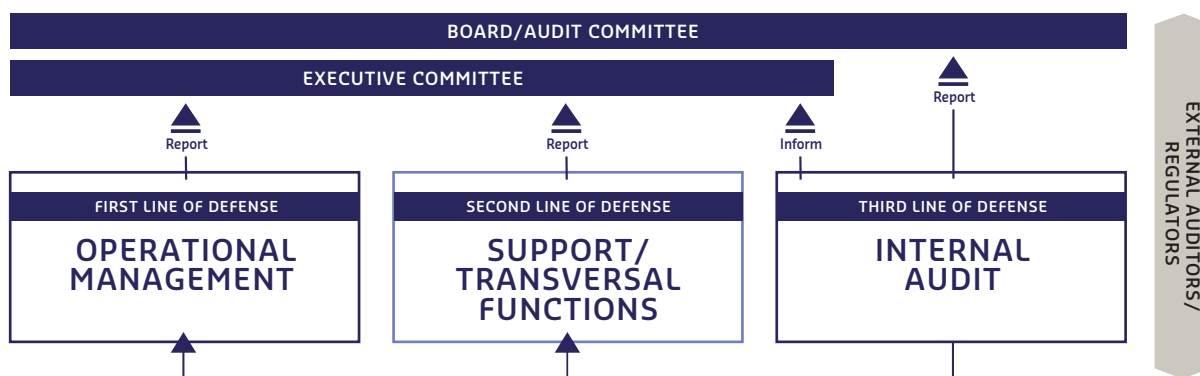 BOARD/AUDIT COMMITTEE
EXECUTIVE COMMITTEE
Report
Report
Report
Inform
FIRST LINE OF DEFENSE
OPERATIONAL
MANAGEMENT
SECOND LINE OF DEFENSE
SUPPORT/
TRANSVERSAL
FUNCTIONS
THIRD LINE OF DEFENSE
INTERNAL
AUDIT
EXTERNAL AUDITORS/
REGULATORS